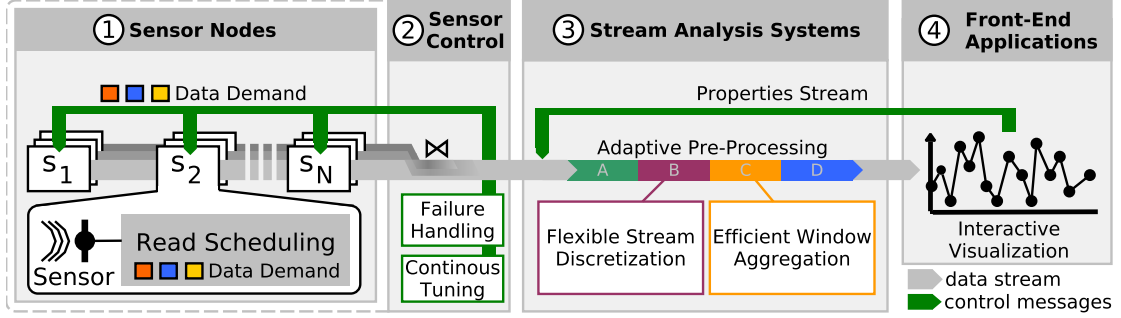 1 Sensor Nodes
2 Sensor
Control
3 Stream Analysis Systems
4 Front-End
Applications
Data Demand
S1
S2
SN
⋈
Sensor
Read Scheduling
Data Demand
Failure
Handling
Continous
Tuning
Properties Stream
Adaptive Pre-Processing
A B C D
Flexible Stream
Discretization
Efficient Window
Aggregation
Interactive
Visualization
data stream
control messages